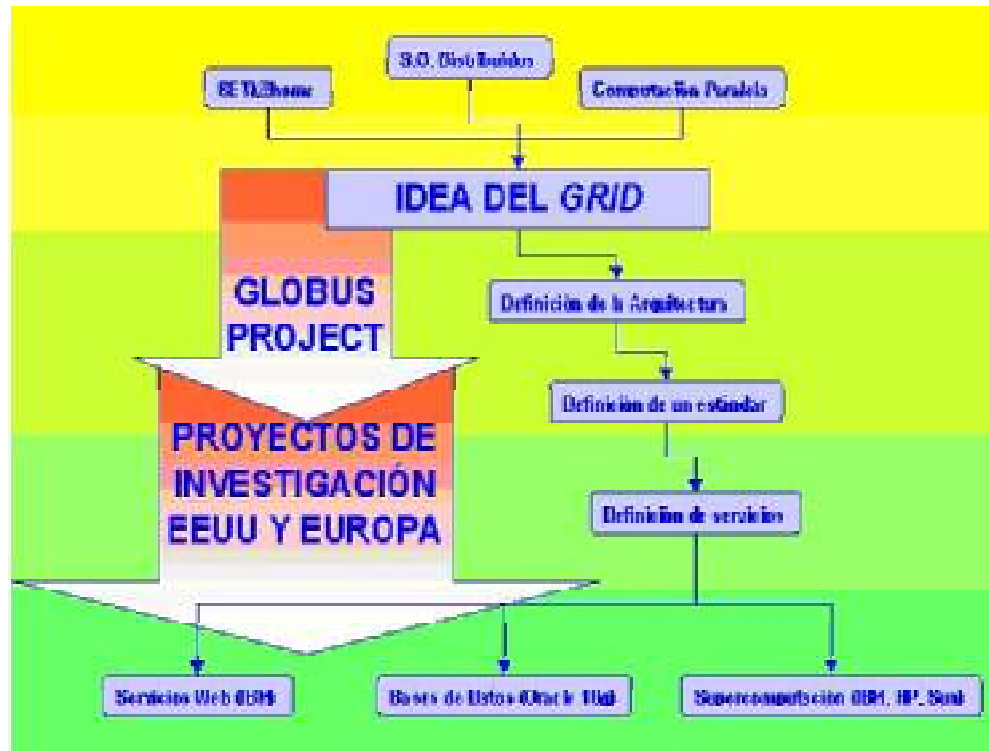 S.O. Distribuidos
SETI@home
Computación Paralela
IDEA DEL GRID
GLOBUS
PROJECT
Definición de la Arquitectura
Definición de un estándar
PROYECTOS DE
INVESTIGACIÓN
EEUU Y EUROPA
Definición de servicios
Servicios Web (IBM)
Bases de Datos (Oracle 10g)
Supercomputación (IBM, HP, Sun)